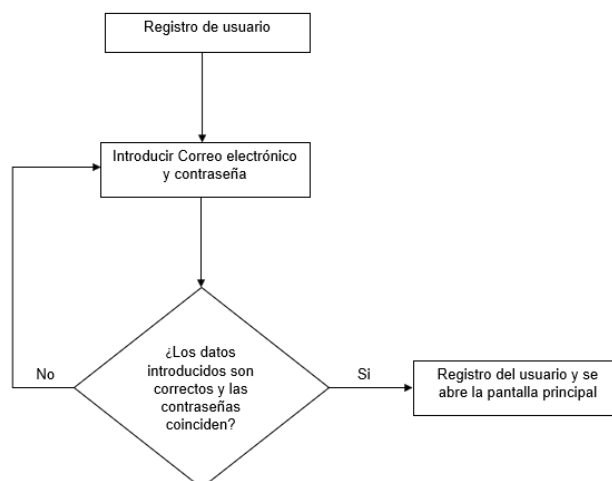 Registro de usuario
Introducir Correo electrónico
y contraseña
¿Los datos
introducidos son
correctos y las
contraseñas
coinciden?
No
Si
Registro del usuario y se
abre la pantalla principal